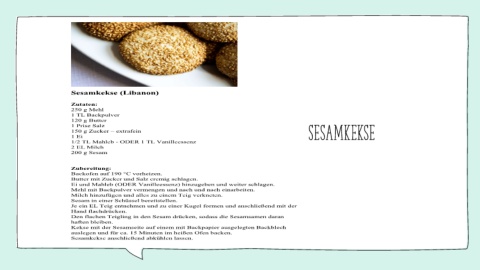 Sesamkekse (Libanon)
Zutaten:
250 g Mehl
1 TL Backpulver
120 g Butter
1 Prise Salz
150 g Zucker – extrafein
1 Ei
1/2 TL Mahleb - ODER 1 TL Vanilleessenz
2 EL Milch
200 g Sesam
Zubereitung:
Backofen auf 190 °C vorheizen.
Butter mit Zucker und Salz cremig schlagen.
Ei und Mahleb (ODER Vanilleessenz) hinzugeben und weiter schlagen.
Mehl mit Backpulver vermengen und nach und nach einarbeiten.
Milch hinzufügen und alles zu einem Teig verkneten.
Sesam in einer Schüssel bereitstellen.
Je ein EL Teig entnehmen und zu einer Kugel formen und anschließend mit der
Hand flachdrücken.
Den flachen Teigling in den Sesam drücken, sodass die Sesamsamen daran
haften bleiben.
Kekse mit der Sesamseite auf einem mit Backpapier ausgelegten Backblech
auslegen und für ca. 15 Minuten im heißen Ofen backen.
Sesamkekse anschließend abkühlen lassen.
SESAMKEKSE